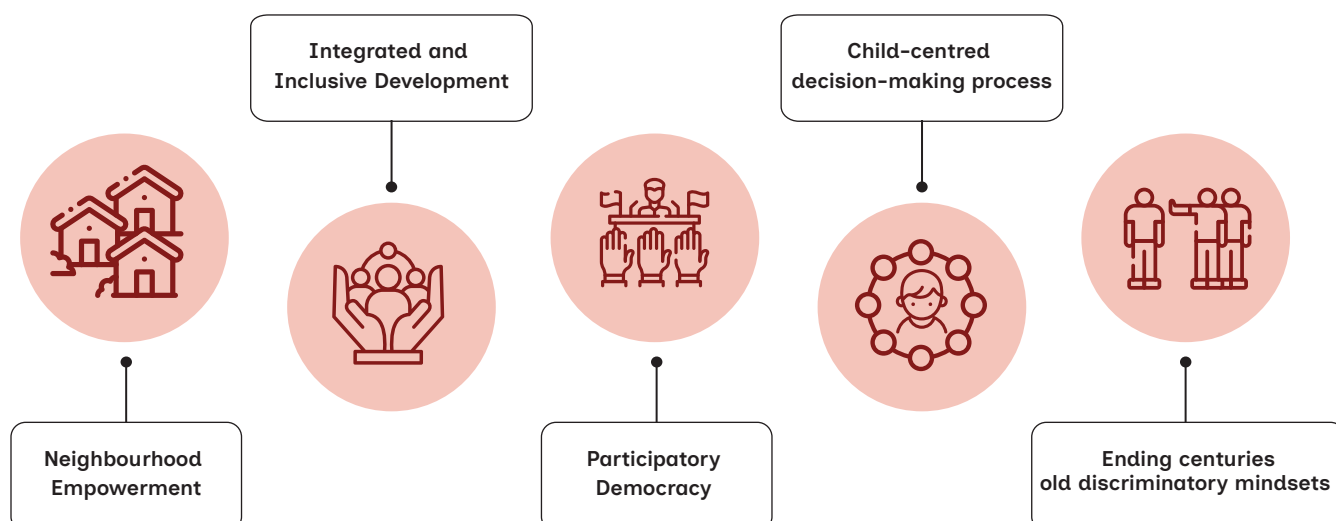 Integrated and
Inclusive Development
Child-centred
decision-making process
Neighbourhood
Empowerment
Participatory
Democracy
Ending centuries
old discriminatory mindsets